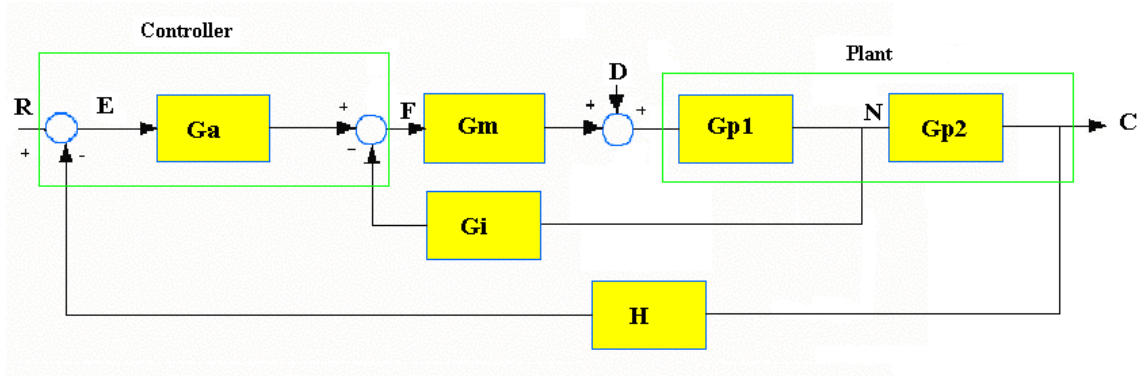 Controller
Plant
R
+
-
E
Ga
+
-
F
Gm
D
+
+
Gp1
N
Gp2
C
Gi
H